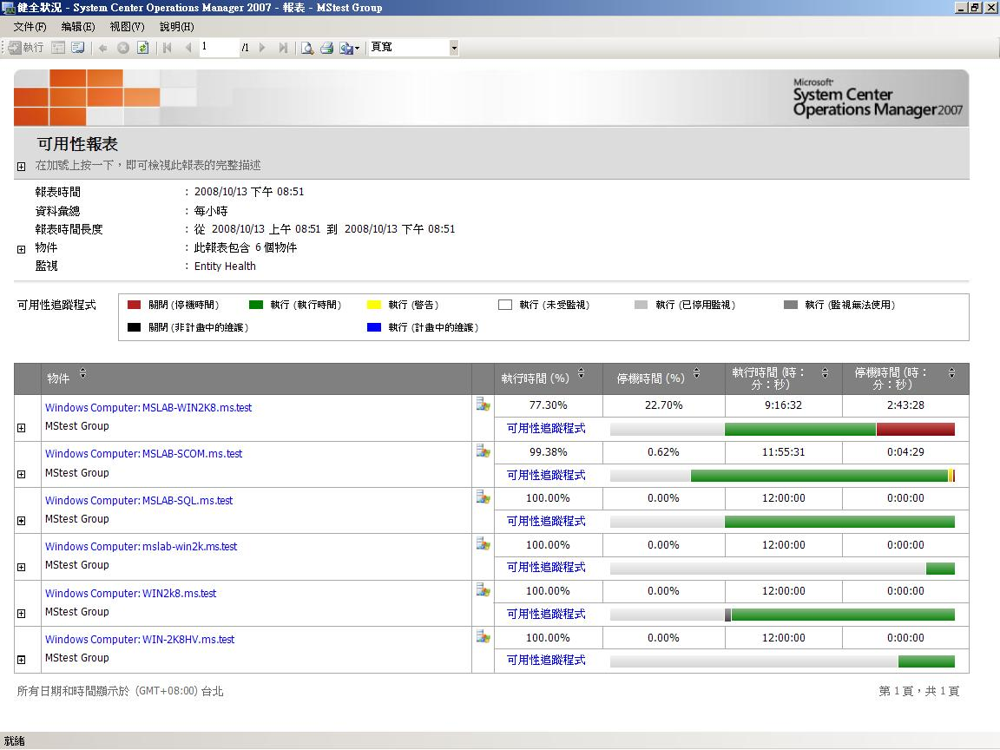 健全狀況 - System Center Operations Manager 2007 - 報表 - MStest Group
文件(F) 編辑(E) 視图(V) 說明(H)
執行 1 /1 頁寬
Microsoft®
System Center
Operations Manager 2007
可用性報表
在加號上按一下，即可檢視此報表的完整描述
報表時間 : 2008/10/13 下午 08:51
資料彙總 : 每小時
報表時間長度 : 從 2008/10/13 上午 08:51 到 2008/10/13 下午 08:51
物件 : 此報表包含 6 個物件
監視 : Entity Health
可用性追蹤程式 關閉 (停機時間) 執行 (執行時間) 執行 (警告) 執行 (未受監視) 執行 (已停用監視) 執行 (監視無法使用)
關閉 (非計畫中的維護) 執行 (計畫中的維護)
物件 執行時間 (%) 停機時間 (%) 執行時間 (時：分：秒) 停機時間 (時：分：秒)
Windows Computer: MSLAB-WIN2K8.ms.test 77.30% 22.70% 9:16:32 2:43:28
MStest Group 可用性追蹤程式
Windows Computer: MSLAB-SCOM.ms.test 99.38% 0.62% 11:55:31 0:04:29
MStest Group 可用性追蹤程式
Windows Computer: MSLAB-SQL.ms.test 100.00% 0.00% 12:00:00 0:00:00
MStest Group 可用性追蹤程式
Windows Computer: mslab-win2k.ms.test 100.00% 0.00% 12:00:00 0:00:00
MStest Group 可用性追蹤程式
Windows Computer: WIN2k8.ms.test 100.00% 0.00% 12:00:00 0:00:00
MStest Group 可用性追蹤程式
Windows Computer: WIN-2K8HV.ms.test 100.00% 0.00% 12:00:00 0:00:00
MStest Group 可用性追蹤程式
所有日期和時間顯示於 (GMT+08:00) 台北 第 1 頁，共 1 頁
就緒